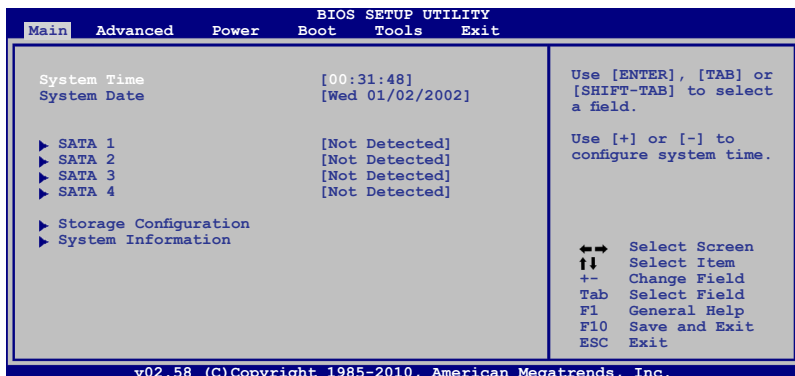 BIOS SETUP UTILITY
Main Advanced Power Boot Tools Exit
System Time [00:31:48]
System Date [Wed 01/02/2002]
SATA 1 [Not Detected]
SATA 2 [Not Detected]
SATA 3 [Not Detected]
SATA 4 [Not Detected]
Storage Configuration
System Information
Use [ENTER], [TAB] or
[SHIFT-TAB] to select
a field.
Use [+] or [-] to
configure system time.
←→ Select Screen
↑↓ Select Item
+- Change Field
Tab Select Field
F1 General Help
F10 Save and Exit
ESC Exit
v02.58 (C)Copyright 1985-2010, American Megatrends, Inc.